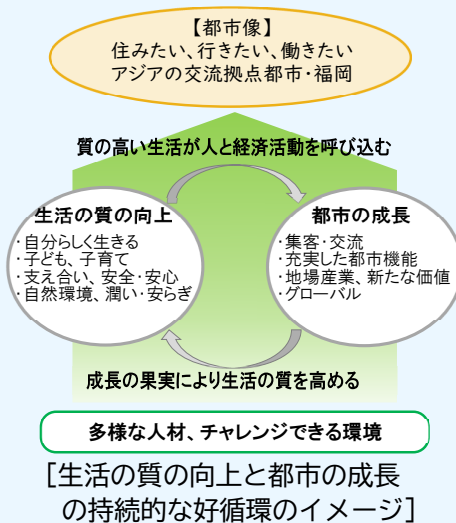 【都市像】
住みたい、行きたい、働きたい
アジアの交流拠点都市・福岡
質の高い生活が人と経済活動を呼び込む
生活の質の向上
・自分らしく生きる
・子ども、子育て
・支え合い、安全・安心
・自然環境、潤い・安らぎ
都市の成長
・集客・交流
・充実した都市機能
・地場産業、新たな価値
・グローバル
成長の果実により生活の質を高める
多様な人材、チャレンジできる環境
［生活の質の向上と都市の成長
の持続的な好循環のイメージ］